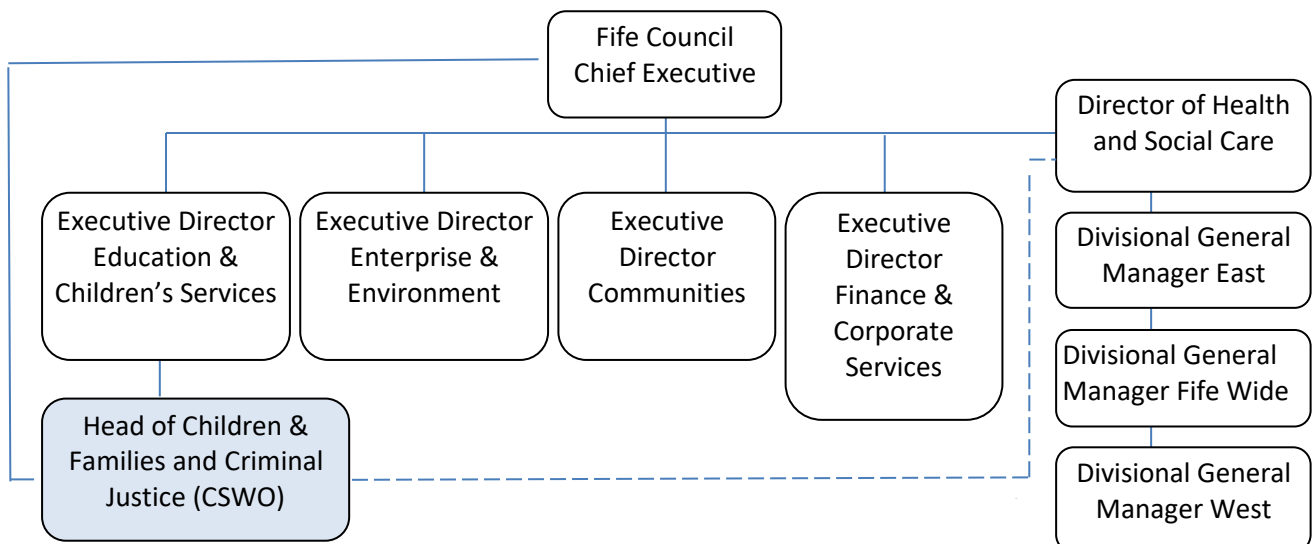 Fife Council
Chief Executive
Director of Health
and Social Care
Executive Director
Education &
Children’s Services
Executive Director
Enterprise &
Environment
Executive
Director
Communities
Executive
Director
Finance &
Corporate
Services
Divisional General
Manager East
Divisional General
Manager Fife Wide
Head of Children &
Families and Criminal
Justice (CSWO)
Divisional General
Manager West